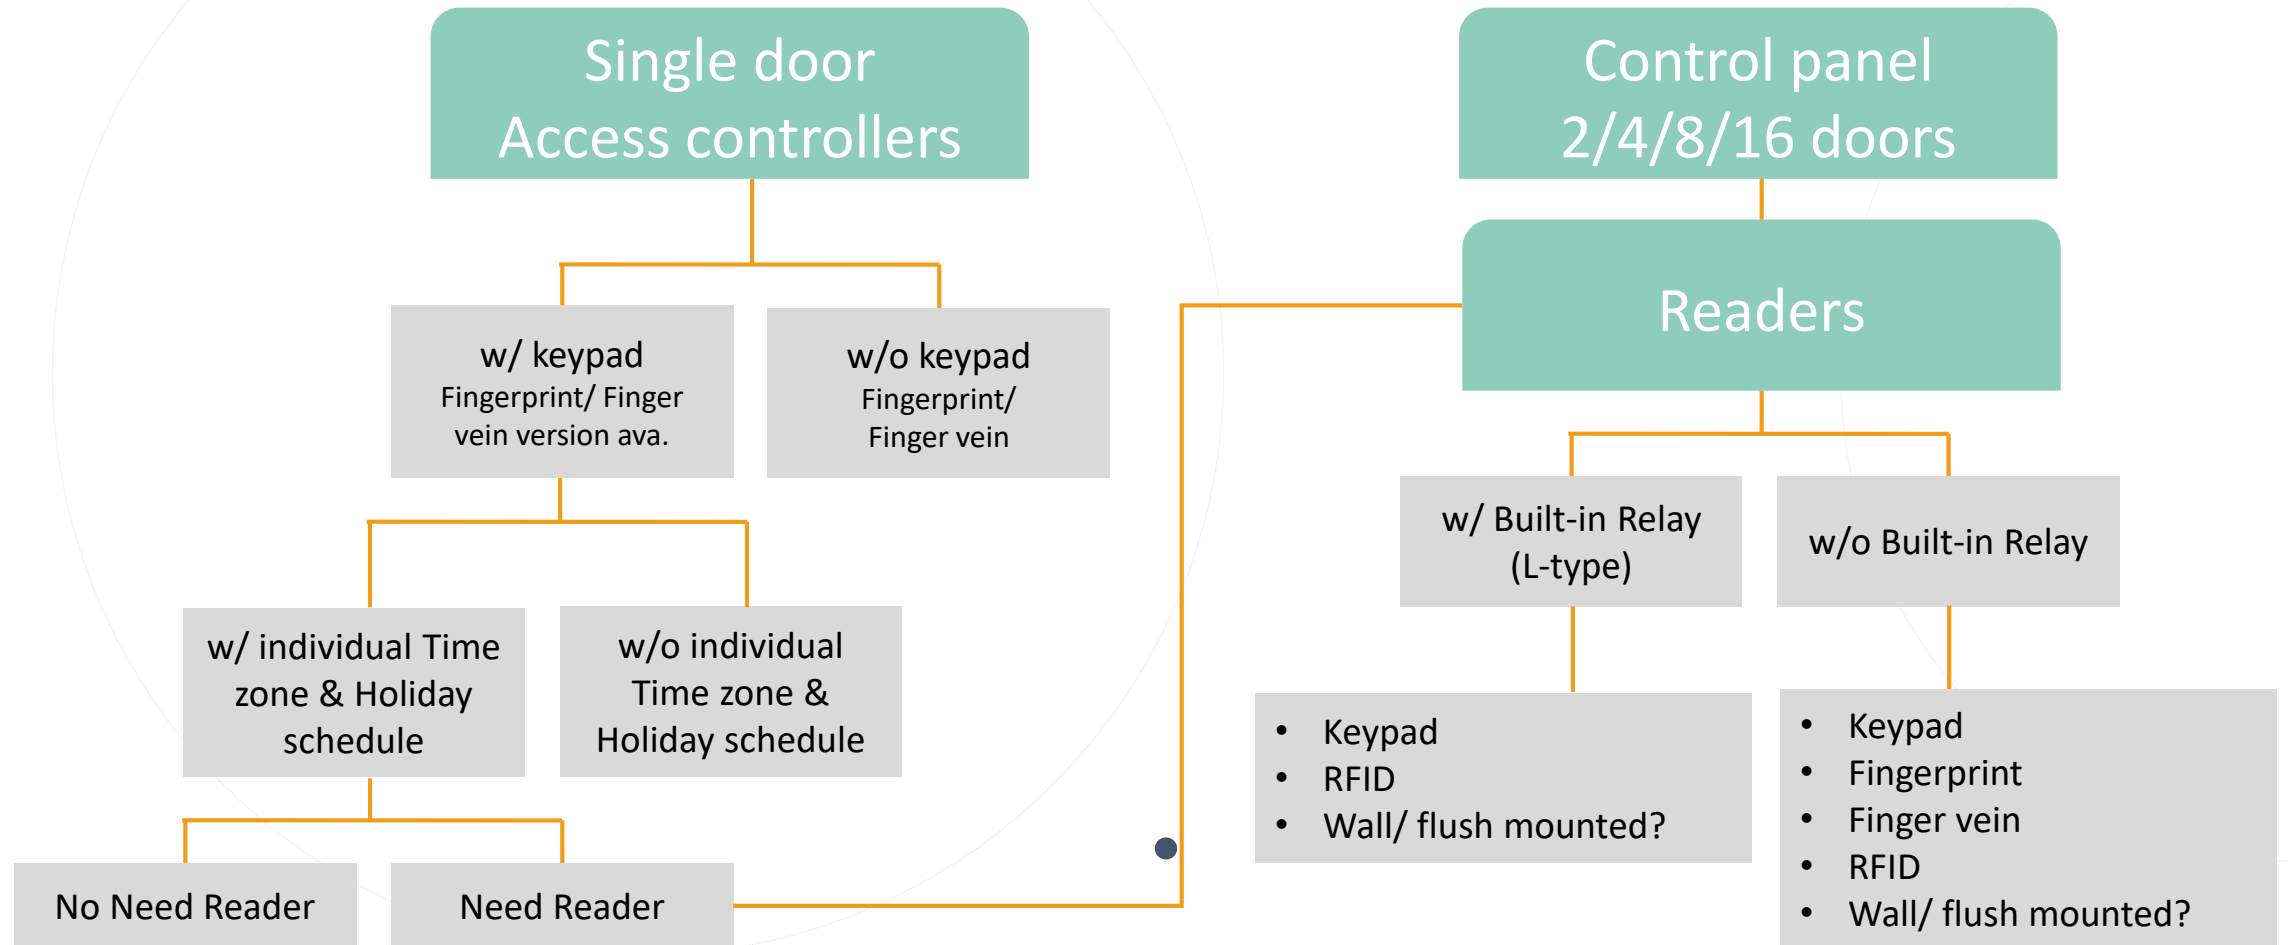 Single door
Access controllers
w/ keypad
Fingerprint/ Finger
vein version ava.
w/o keypad
Fingerprint/
Finger vein
w/ individual Time
zone & Holiday
schedule
w/o individual
Time zone &
Holiday schedule
No Need Reader
Need Reader
Control panel
2/4/8/16 doors
Readers
w/ Built-in Relay
(L-type)
w/o Built-in Relay
• Keypad
• RFID
• Wall/ flush mounted?
• Keypad
• Fingerprint
• Finger vein
• RFID
• Wall/ flush mounted?